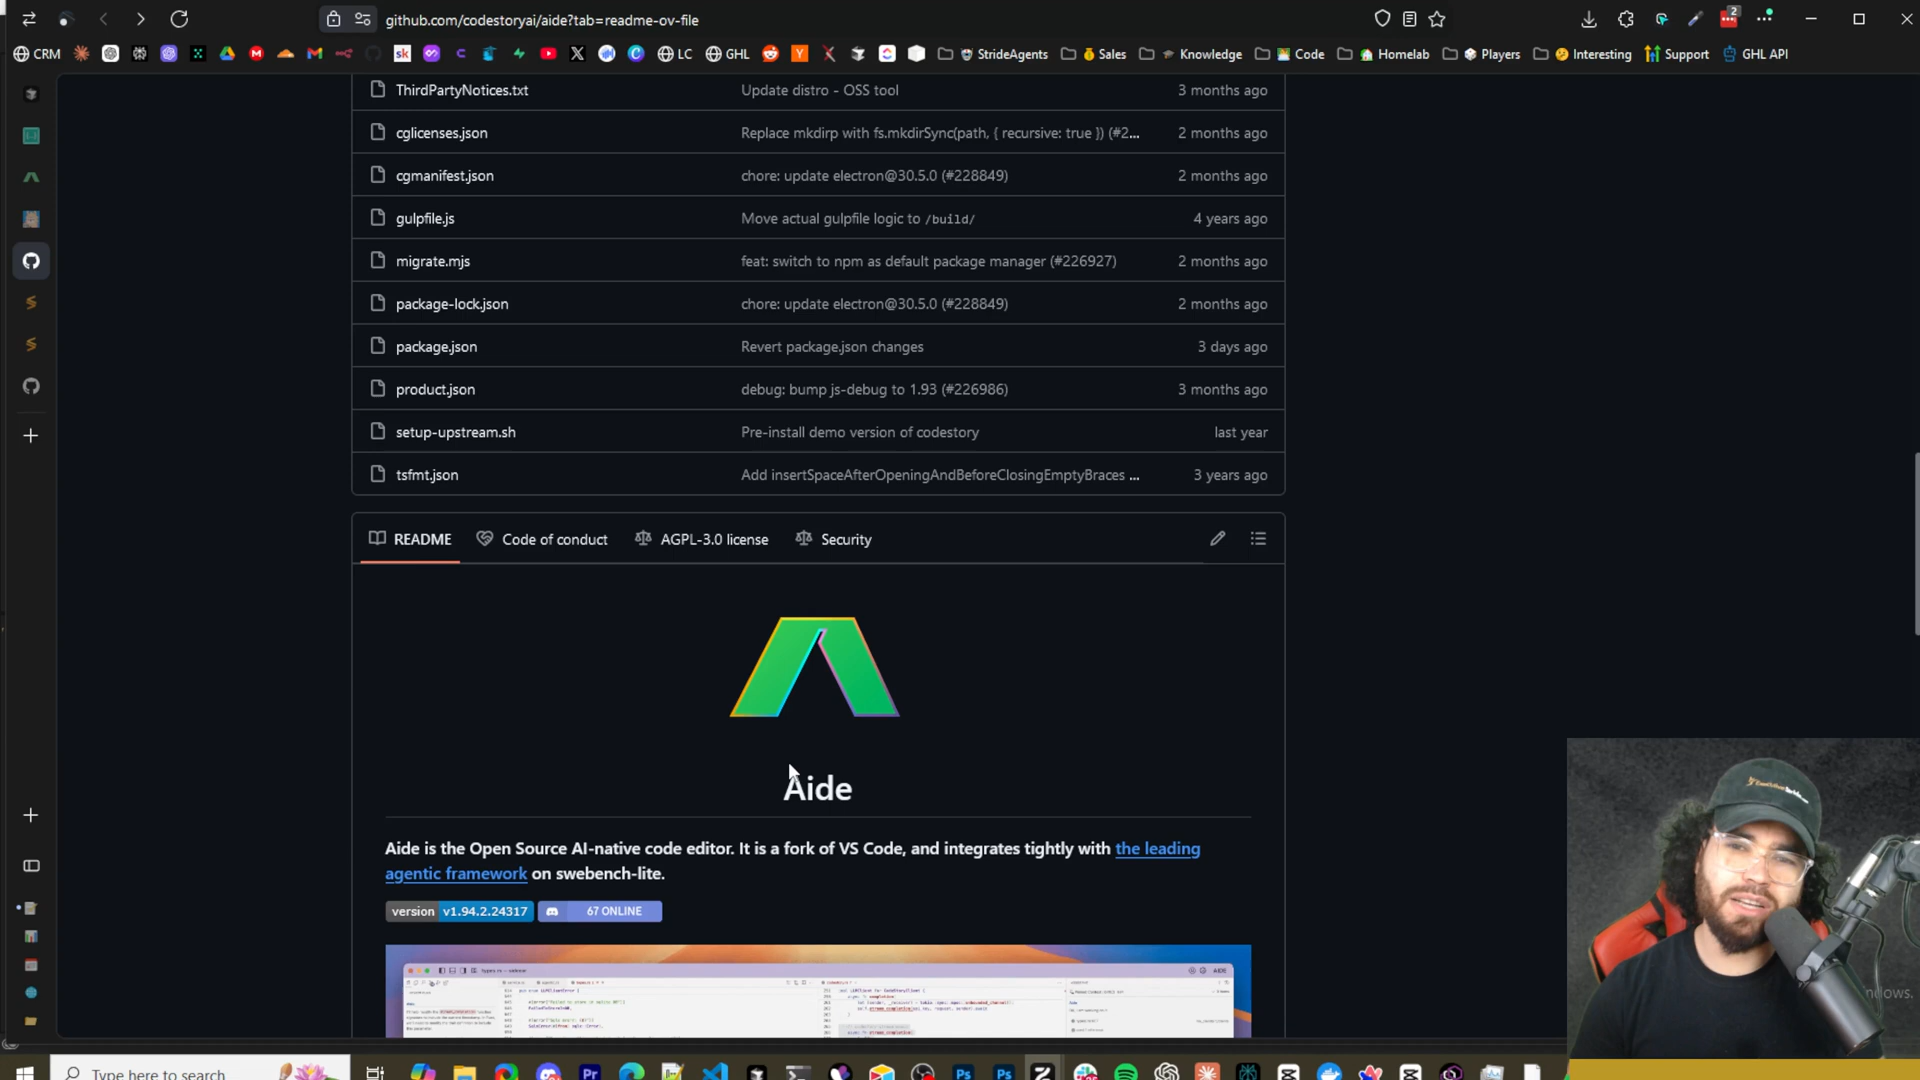 github.com/codestoryai/aide?tab=readme-ov-file
2
CRM
LC
GHL
StrideAgents
Sales
Knowledge
Code
Homelab
Players
Interesting
Support
GHL API
ThirdPartyNotices.txt Update distro - OSS tool 3 months ago
cglicenses.json Replace mkdirp with fs.mkdirSync(path, { recursive: true }) (#2... 2 months ago
cgmanifest.json chore: update electron@30.5.0 (#228849) 2 months ago
gulpfile.js Move actual gulpfile logic to /build/ 4 years ago
migrate.mjs feat: switch to npm as default package manager (#226927) 2 months ago
package-lock.json chore: update electron@30.5.0 (#228849) 2 months ago
package.json Revert package.json changes 3 days ago
product.json debug: bump js-debug to 1.93 (#226986) 3 months ago
setup-upstream.sh Pre-install demo version of codestory last year
tsfmt.json Add insertSpaceAfterOpeningAndBeforeClosingEmptyBraces ... 3 years ago
README Code of conduct AGPL-3.0 license Security
Aide
Aide is the Open Source AI-native code editor. It is a fork of VS Code, and integrates tightly with the leading
agentic framework on swebench-lite.
version v1.94.2.24317 67 ONLINE
AIDE
ndows.
Type here to search